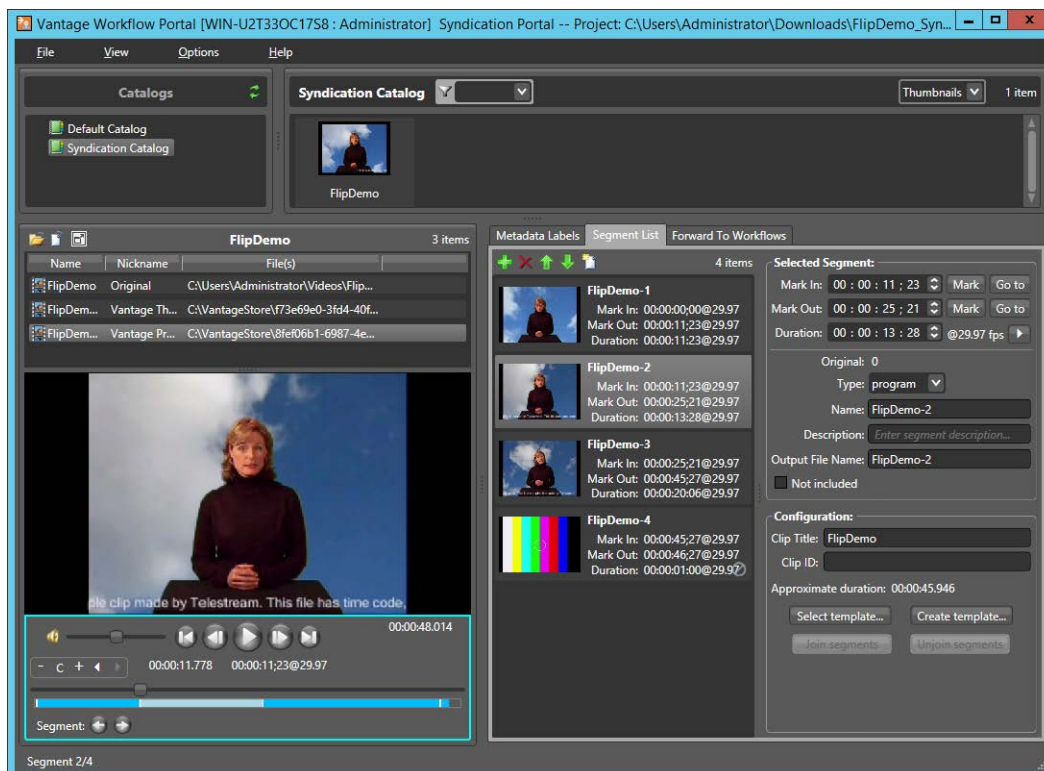 Vantage Workflow Portal [WIN-U2T33OC17S8 : Administrator] Syndication Portal -- Project: C:\Users\Administrator\Downloads\FlipDemo_Syn...
File View Options Help
Catalogs
Default Catalog
Syndication Catalog
Syndication Catalog
Thumbnails
1 item
FlipDemo
FlipDemo
3 items
Name Nickname File(s)
FlipDemo Original C:\Users\Administrator\Videos\Flip...
FlipDem... Vantage Th... C:\VantageStore\f73e69e0-3fd4-40f...
FlipDem... Vantage Pr... C:\VantageStore\8fef06b1-6987-4e...
ple clip made by Telestream. This file has time code,
00:00:48.014
- c +
00:00:11.778 00:00:11;23@29.97
Segment:
Segment 2/4
Metadata Labels Segment List Forward To Workflows
4 items
FlipDemo-1
Mark In: 00:00:00;00@29.97
Mark Out: 00:00:11;23@29.97
Duration: 00:00:11:23@29.97
FlipDemo-2
Mark In: 00:00:11;23@29.97
Mark Out: 00:00:25;21@29.97
Duration: 00:00:13:28@29.97
FlipDemo-3
Mark In: 00:00:25;21@29.97
Mark Out: 00:00:45;27@29.97
Duration: 00:00:20:06@29.97
FlipDemo-4
Mark In: 00:00:45;27@29.97
Mark Out: 00:00:46;27@29.97
Duration: 00:00:01:00@29.97
Selected Segment:
Mark In: 00 : 00 : 11 ; 23 Mark Go to
Mark Out: 00 : 00 : 25 ; 21 Mark Go to
Duration: 00 : 00 : 13 : 28 @29.97 fps
Original: 0
Type: program
Name: FlipDemo-2
Description: Enter segment description...
Output File Name: FlipDemo-2
Not included
Configuration:
Clip Title: FlipDemo
Clip ID:
Approximate duration: 00:00:45.946
Select template... Create template...
Join segments Unjoin segments